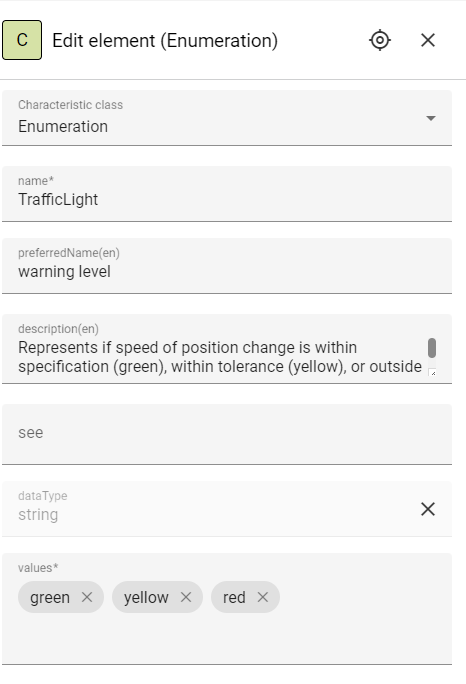 C Edit element (Enumeration)
Characteristic class
Enumeration
name*
TrafficLight
preferredName(en)
warning level
description(en)
Represents if speed of position change is within
specification (green), within tolerance (yellow), or outside
see
dataType
string
values*
green yellow red